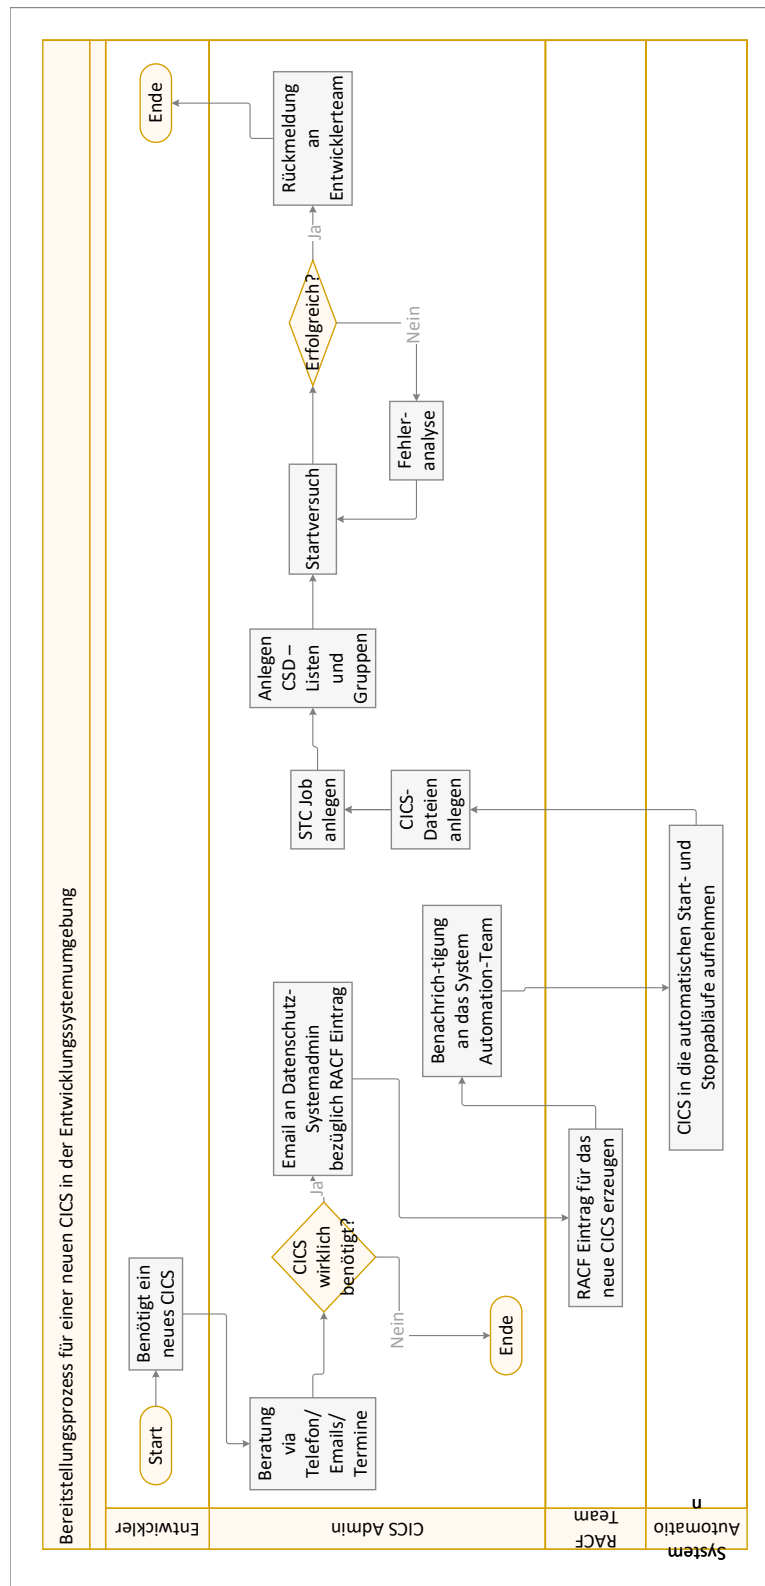 Bereitstellungsprozess für einer neuen CICS in der Entwicklungssystemumgebung
Entwickler
Start
Benötigt ein
neues CICS
Ende
CICS Admin
Beratung
via
Telefon/
Emails/
Termine
CICS
wirklich
benötigt?
Ja
Nein
Ende
Email an Datenschutz-
Systemadmin
bezüglich RACF Eintrag
Benachrich-tigung
an das System
Automation-Team
CICS-
Dateien
anlegen
STC Job
anlegen
Anlegen
CSD –
Listen
und
Gruppen
Startversuch
Fehler-
analyse
Erfolgreich?
Nein
Ja
Rückmeldung
an
Entwicklerteam
RACF
Team
RACF Eintrag für das
neue CICS erzeugen
System
Automatio
n
CICS in die automatischen Start- und
Stoppabläufe aufnehmen